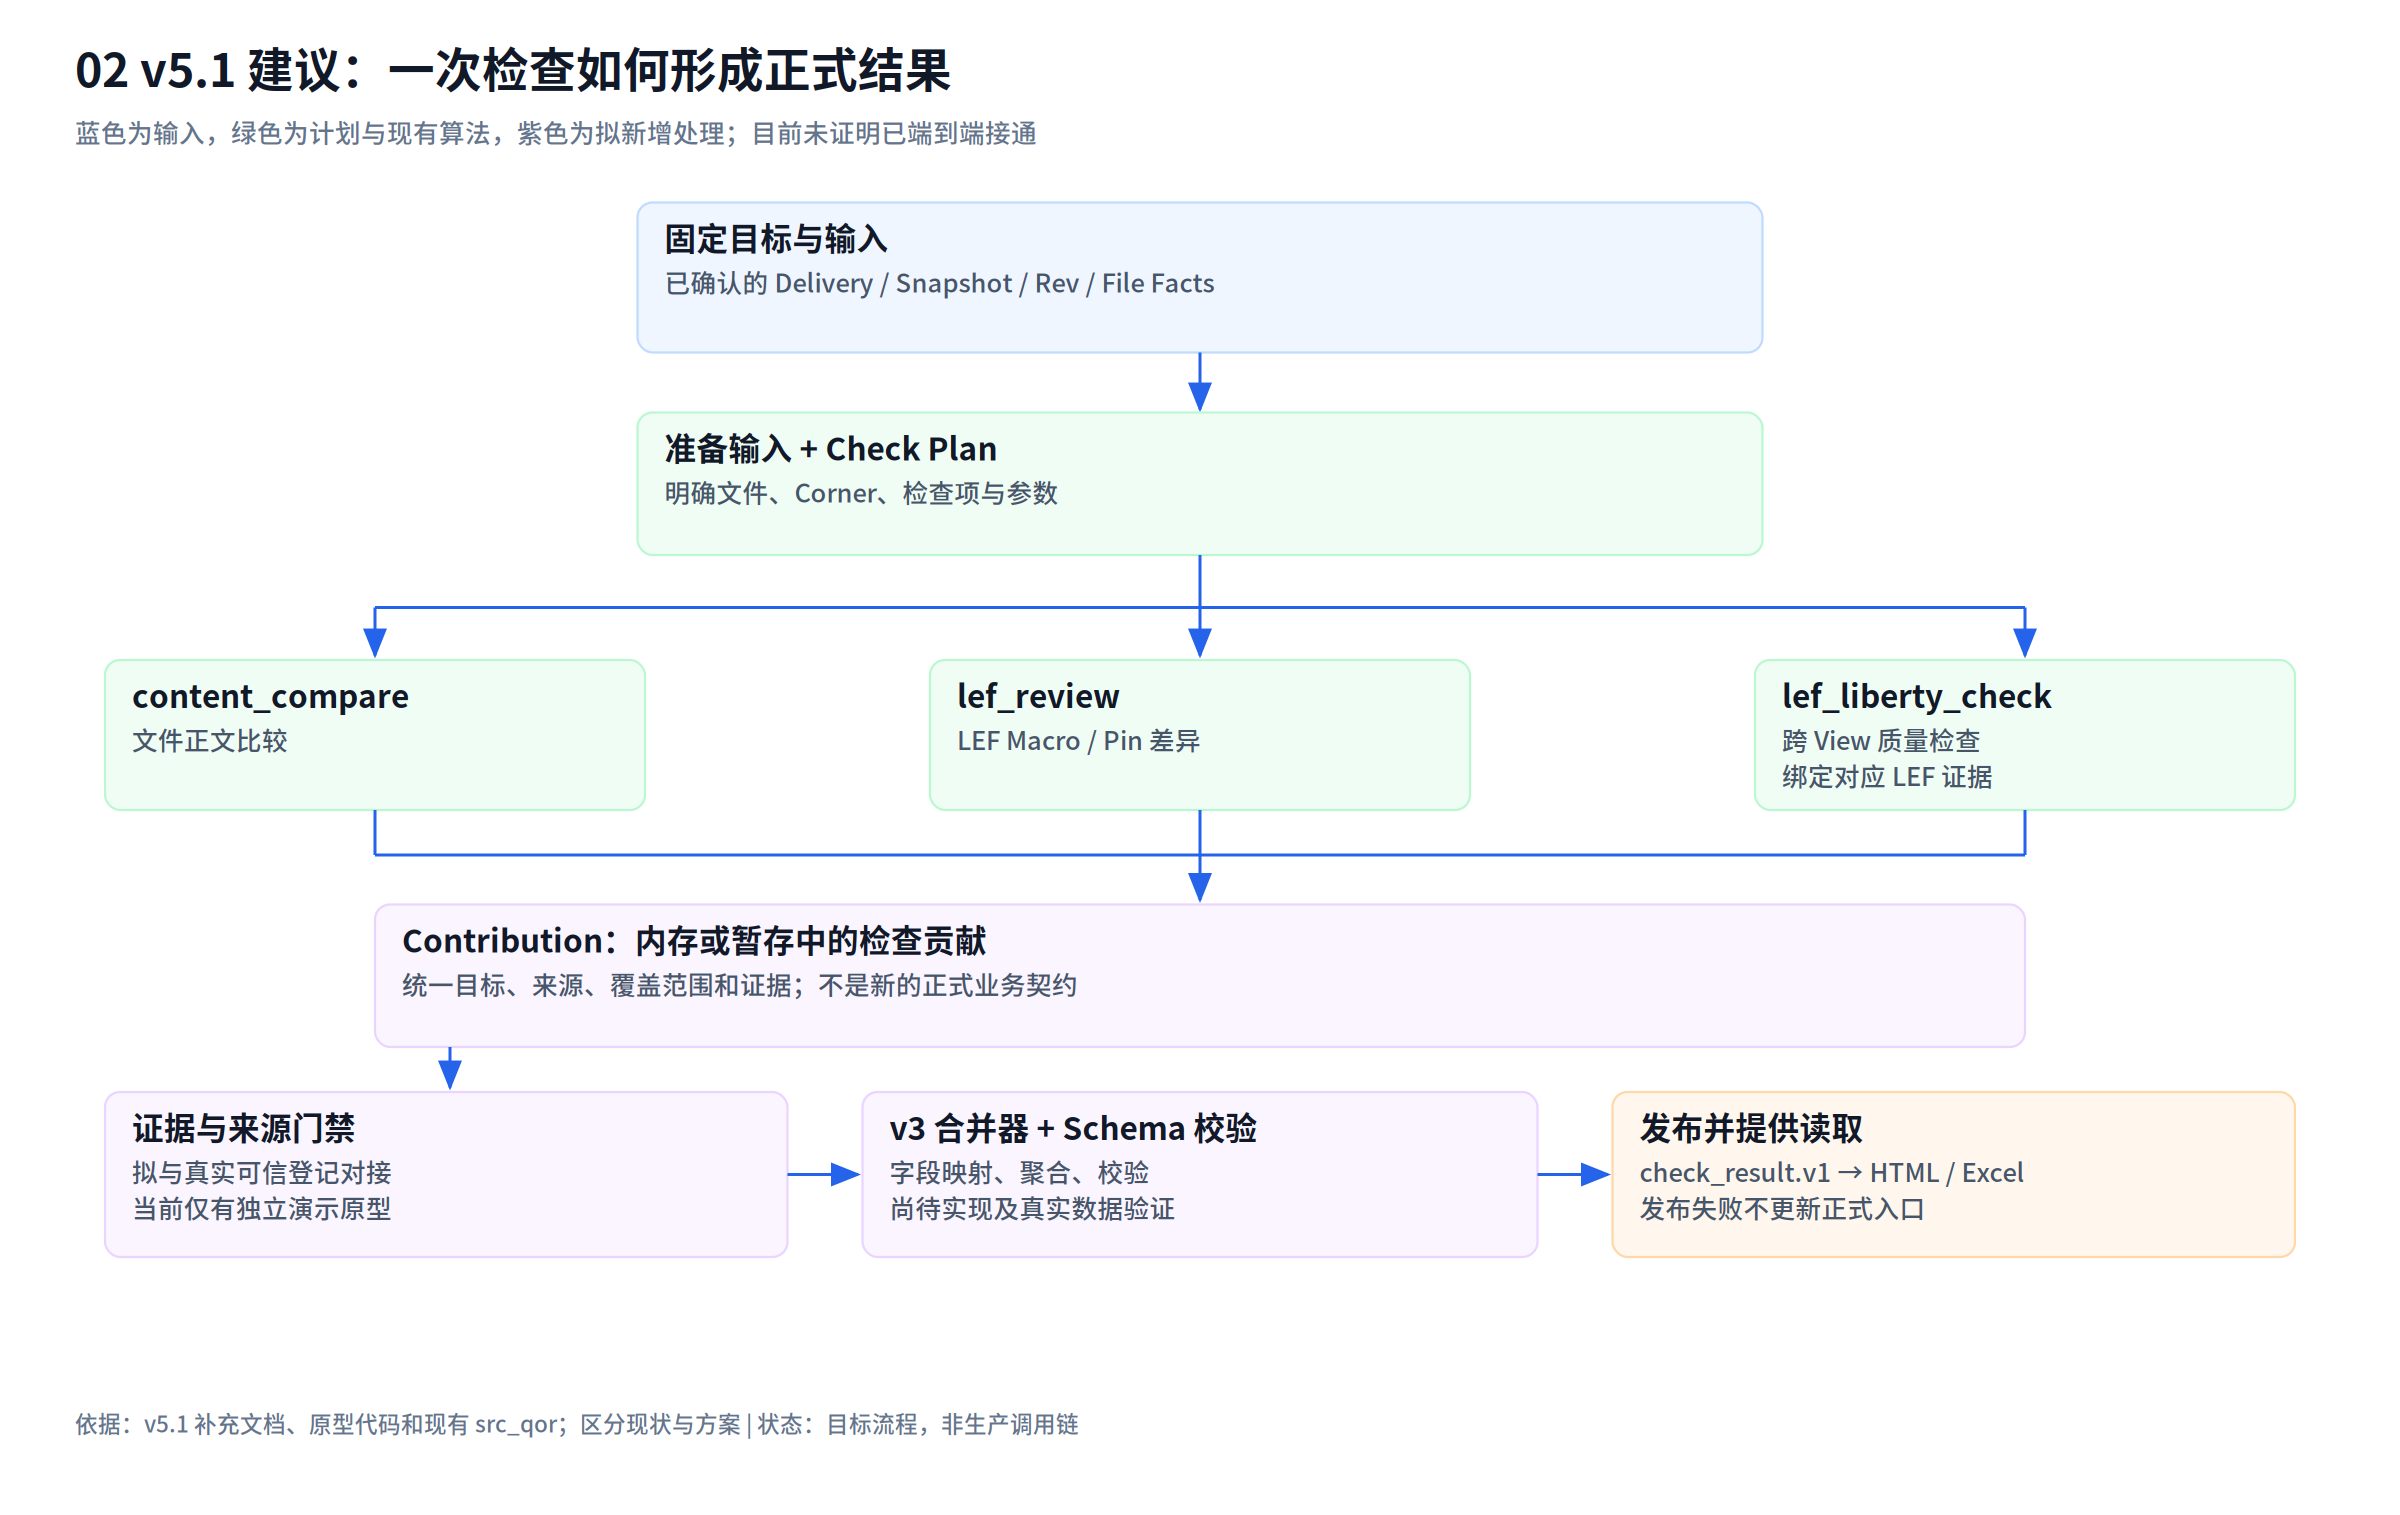 02 v5.1 建议：一次检查如何形成正式结果
蓝色为输入，绿色为计划与现有算法，紫色为拟新增处理；目前未证明已端到端接通
固定目标与输入
已确认的 Delivery / Snapshot / Rev / File Facts
准备输入 + Check Plan
明确文件、Corner、检查项与参数
content_compare
文件正文比较
lef_review
LEF Macro / Pin 差异
lef_liberty_check
跨 View 质量检查
绑定对应 LEF 证据
Contribution：内存或暂存中的检查贡献
统一目标、来源、覆盖范围和证据；不是新的正式业务契约
证据与来源门禁
拟与真实可信登记对接
当前仅有独立演示原型
v3 合并器 + Schema 校验
字段映射、聚合、校验
尚待实现及真实数据验证
发布并提供读取
check_result.v1 → HTML / Excel
发布失败不更新正式入口
依据：v5.1 补充文档、原型代码和现有 src_qor；区分现状与方案 | 状态：目标流程，非生产调用链